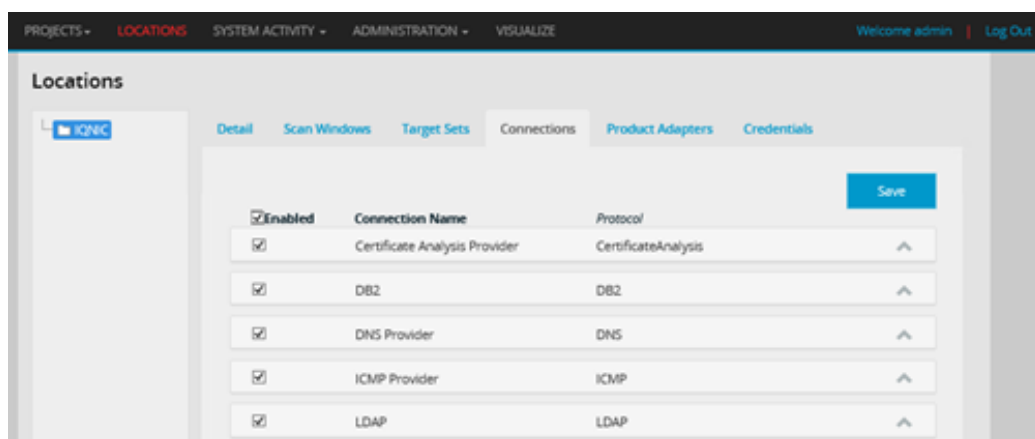 PROJECTS LOCATIONS SYSTEM ACTIVITY ADMINISTRATION VISUALIZE Welcome admin | Log Out
Locations
IQNIC
Detail Scan Windows Target Sets Connections Product Adapters Credentials
Save
Enabled Connection Name Protocol
Certificate Analysis Provider CertificateAnalysis
DB2 DB2
DNS Provider DNS
ICMP Provider ICMP
LDAP LDAP